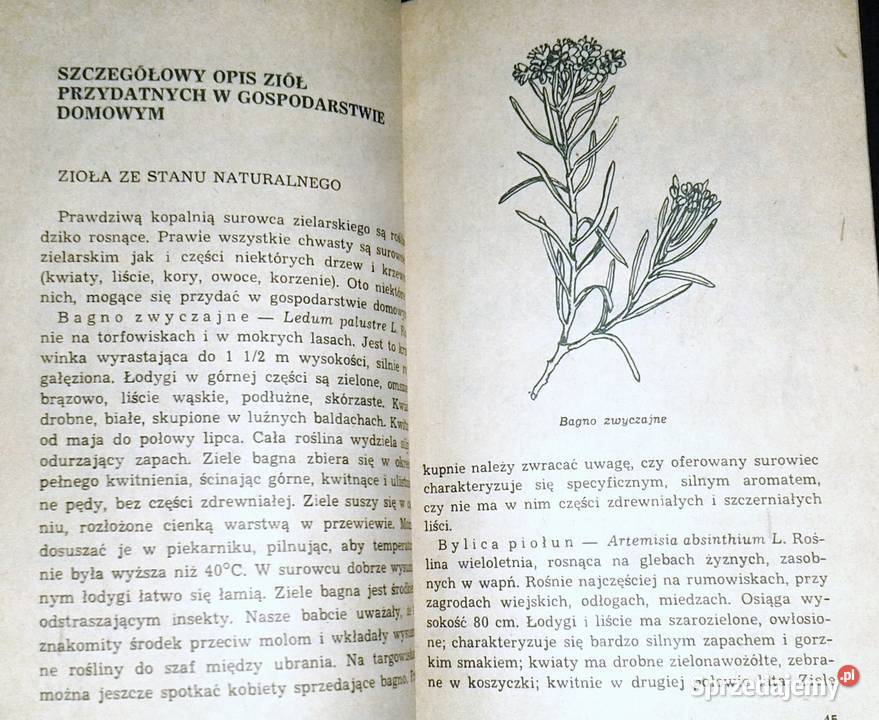 SZCZEGÓŁOWY OPIS ZIÓŁ
PRZYDATNYCH W GOSPODARSTWIE
DOMOWYM
ZIOŁA ZE STANU NATURALNEGO
Prawdziwą kopalnią surowca zielarskiego są
dziko rosnące. Prawie wszystkie chwasty są
zielarskim jak i części niektórych drzew i
(kwiaty, liście, kory, owoce, korzenie). Oto
nich, mogące się przydać w gospodarstwie
Bagno zwyczajne — Ledum palustre L.
nie na torfowiskach i w mokrych lasach. Jest to
winka wyrastająca do 1 1/2 m wysokości, silnie
gałęziona. Łodygi w górnej części są zielone,
brązowo, liście wąskie, podłużne, skórzaste.
drobne, białe, skupione w luźnych baldachach.
od maja do połowy lipca. Cała roślina wydziela
odurzający zapach. Ziele bagna zbiera się w
pełnego kwitnienia, ścinając górne, kwitnące i
ne pędy, bez części zdrewniałej. Ziele suszy się w
niu, rozłożone cienką warstwą w przewiewie.
dosuszać je w piekarniku, pilnując, aby
nie była wyższa niż 40°C. W surowcu dobrze
nym łodygi łatwo się łamią. Ziele bagna jest
odstraszającym insekty. Nasze babcie uważały,
znakomity środek przeciw molom i wkładały
ne rośliny do szaf między ubrania. Na
można jeszcze spotkać kobiety sprzedające bagno.
Bagno zwyczajne
kupnie należy zwracać uwagę, czy oferowany surowiec
charakteryzuje się specyficznym, silnym aromatem,
czy nie ma w nim części zdrewniałych i szczerniałych
liści.
Bylica piołun — Artemisia absinthium L. Roś-
lina wieloletnia, rosnąca na glebach żyznych, zasob-
nych w wapń. Rośnie najczęściej na rumowiskach, przy
zagrodach wiejskich, odłogach, miedzach. Osiąga wy-
sokość 80 cm. Łodygi i liście ma szarozielone, owłosio-
ne; charakteryzuje się bardzo silnym zapachem i gorz-
kim smakiem; kwiaty ma drobne zielonawożółte, zebra-
ne w koszyczki; kwitnie w drugiej połowie lata. Ziele
45
sprzedajemy.pl